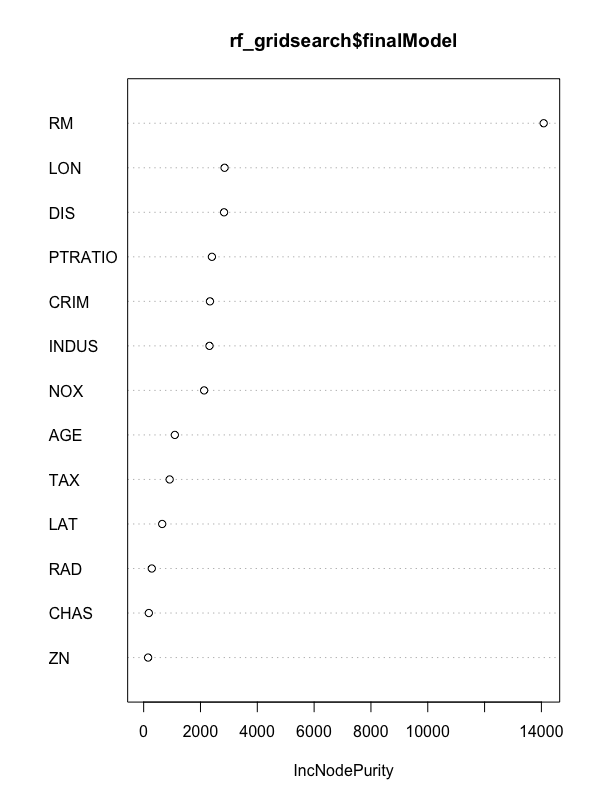 rf_gridsearch$finalModel
RM
LON
DIS
PTRATIO
CRIM
INDUS
NOX
AGE
TAX
LAT
RAD
CHAS
ZN
0 2000 4000 6000 8000 10000 14000
IncNodePurity